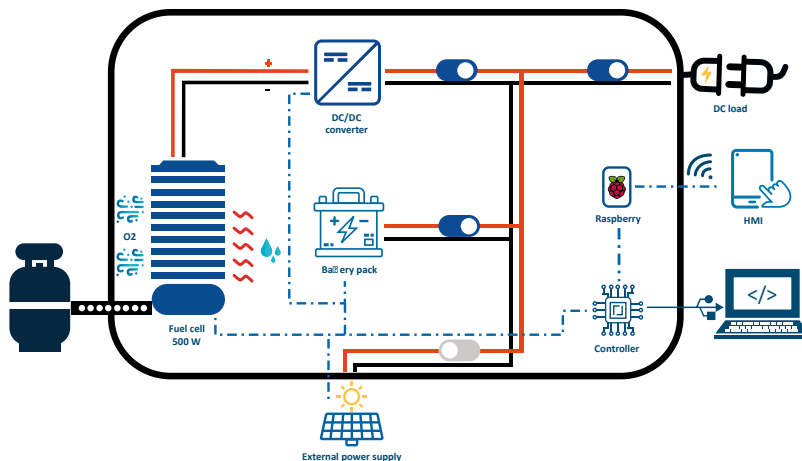 +
-
DC/DC
converter
DC load
O2
Raspberry
HMI
Battery pack
</>
Fuel cell
500 W
Controller
External power supply